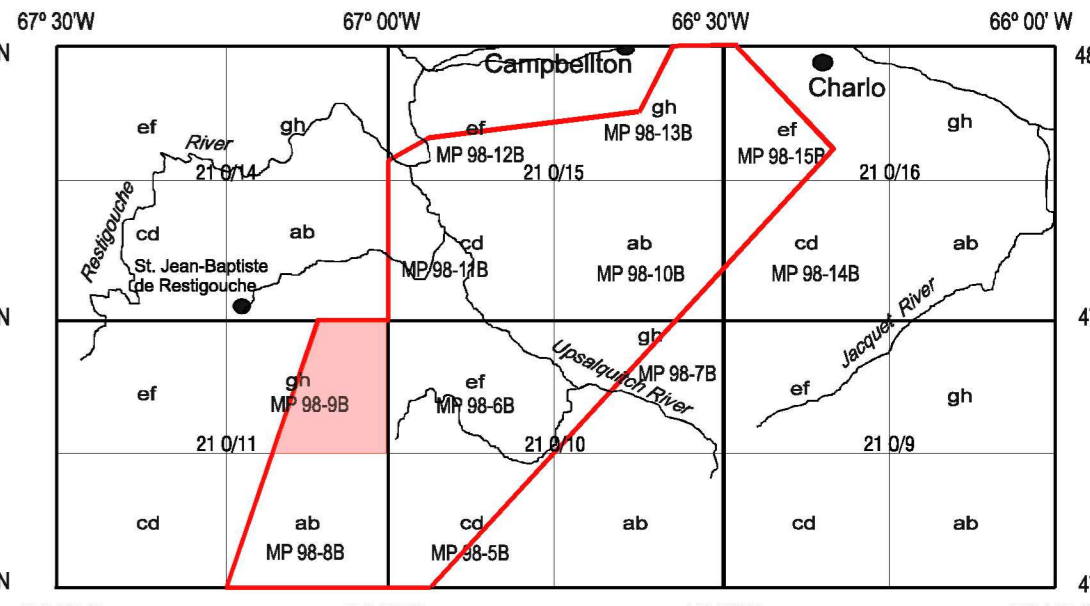 67º 30'W
67º 00'W
66º 30'W
66º 00' W
N
48
Campbellton
Charlo
ef
gh
ef
gh
ef
gh
MP 98-12B
MP 98-13B
MP 98-15B
River
21 O/14
21 O/15
21 O/16
Restigouche
cd
ab
cd
ab
cd
ab
MP 98-11B
MP 98-10B
MP 98-14B
St. Jean-Baptiste
de Restigouche
Jacquet River
N
4
gh
Upsalquitch River
MP 98-7B
ef
gh
MP 98-9B
ef
MP 98-6B
ef
gh
21 O/11
21 O/10
21 O/9
cd
ab
cd
ab
cd
ab
MP 98-8B
MP 98-5B
N
4